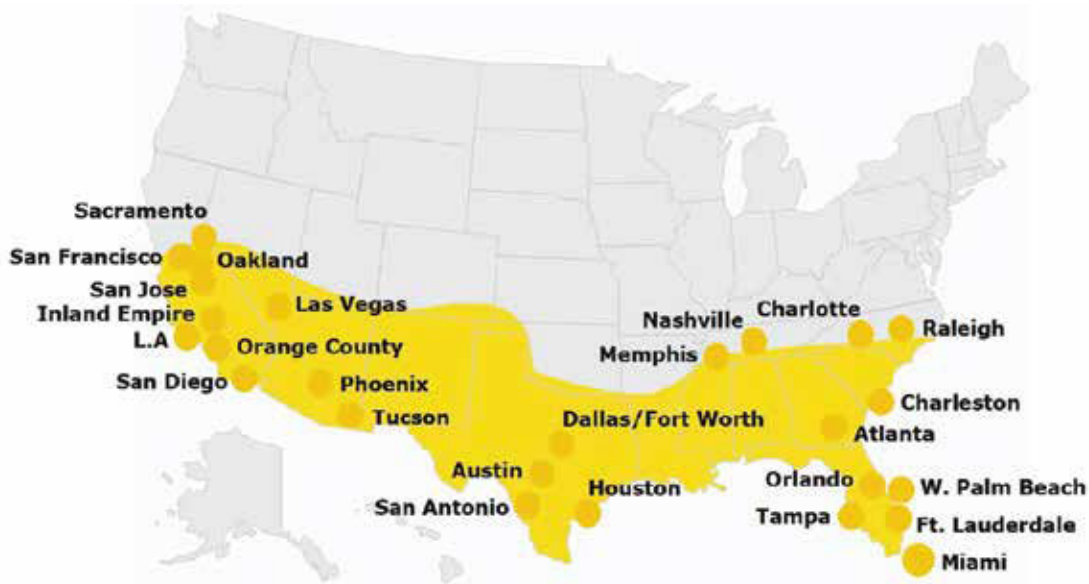 Sacramento
San Francisco
Oakland
San Jose
Las Vegas
Inland Empire
L.A
Orange County
San Diego
Phoenix
Tucson
Nashville
Charlotte
Raleigh
Memphis
Dallas/Fort Worth
Charleston
Atlanta
Austin
San Antonio
Houston
Orlando
W. Palm Beach
Tampa
Ft. Lauderdale
Miami